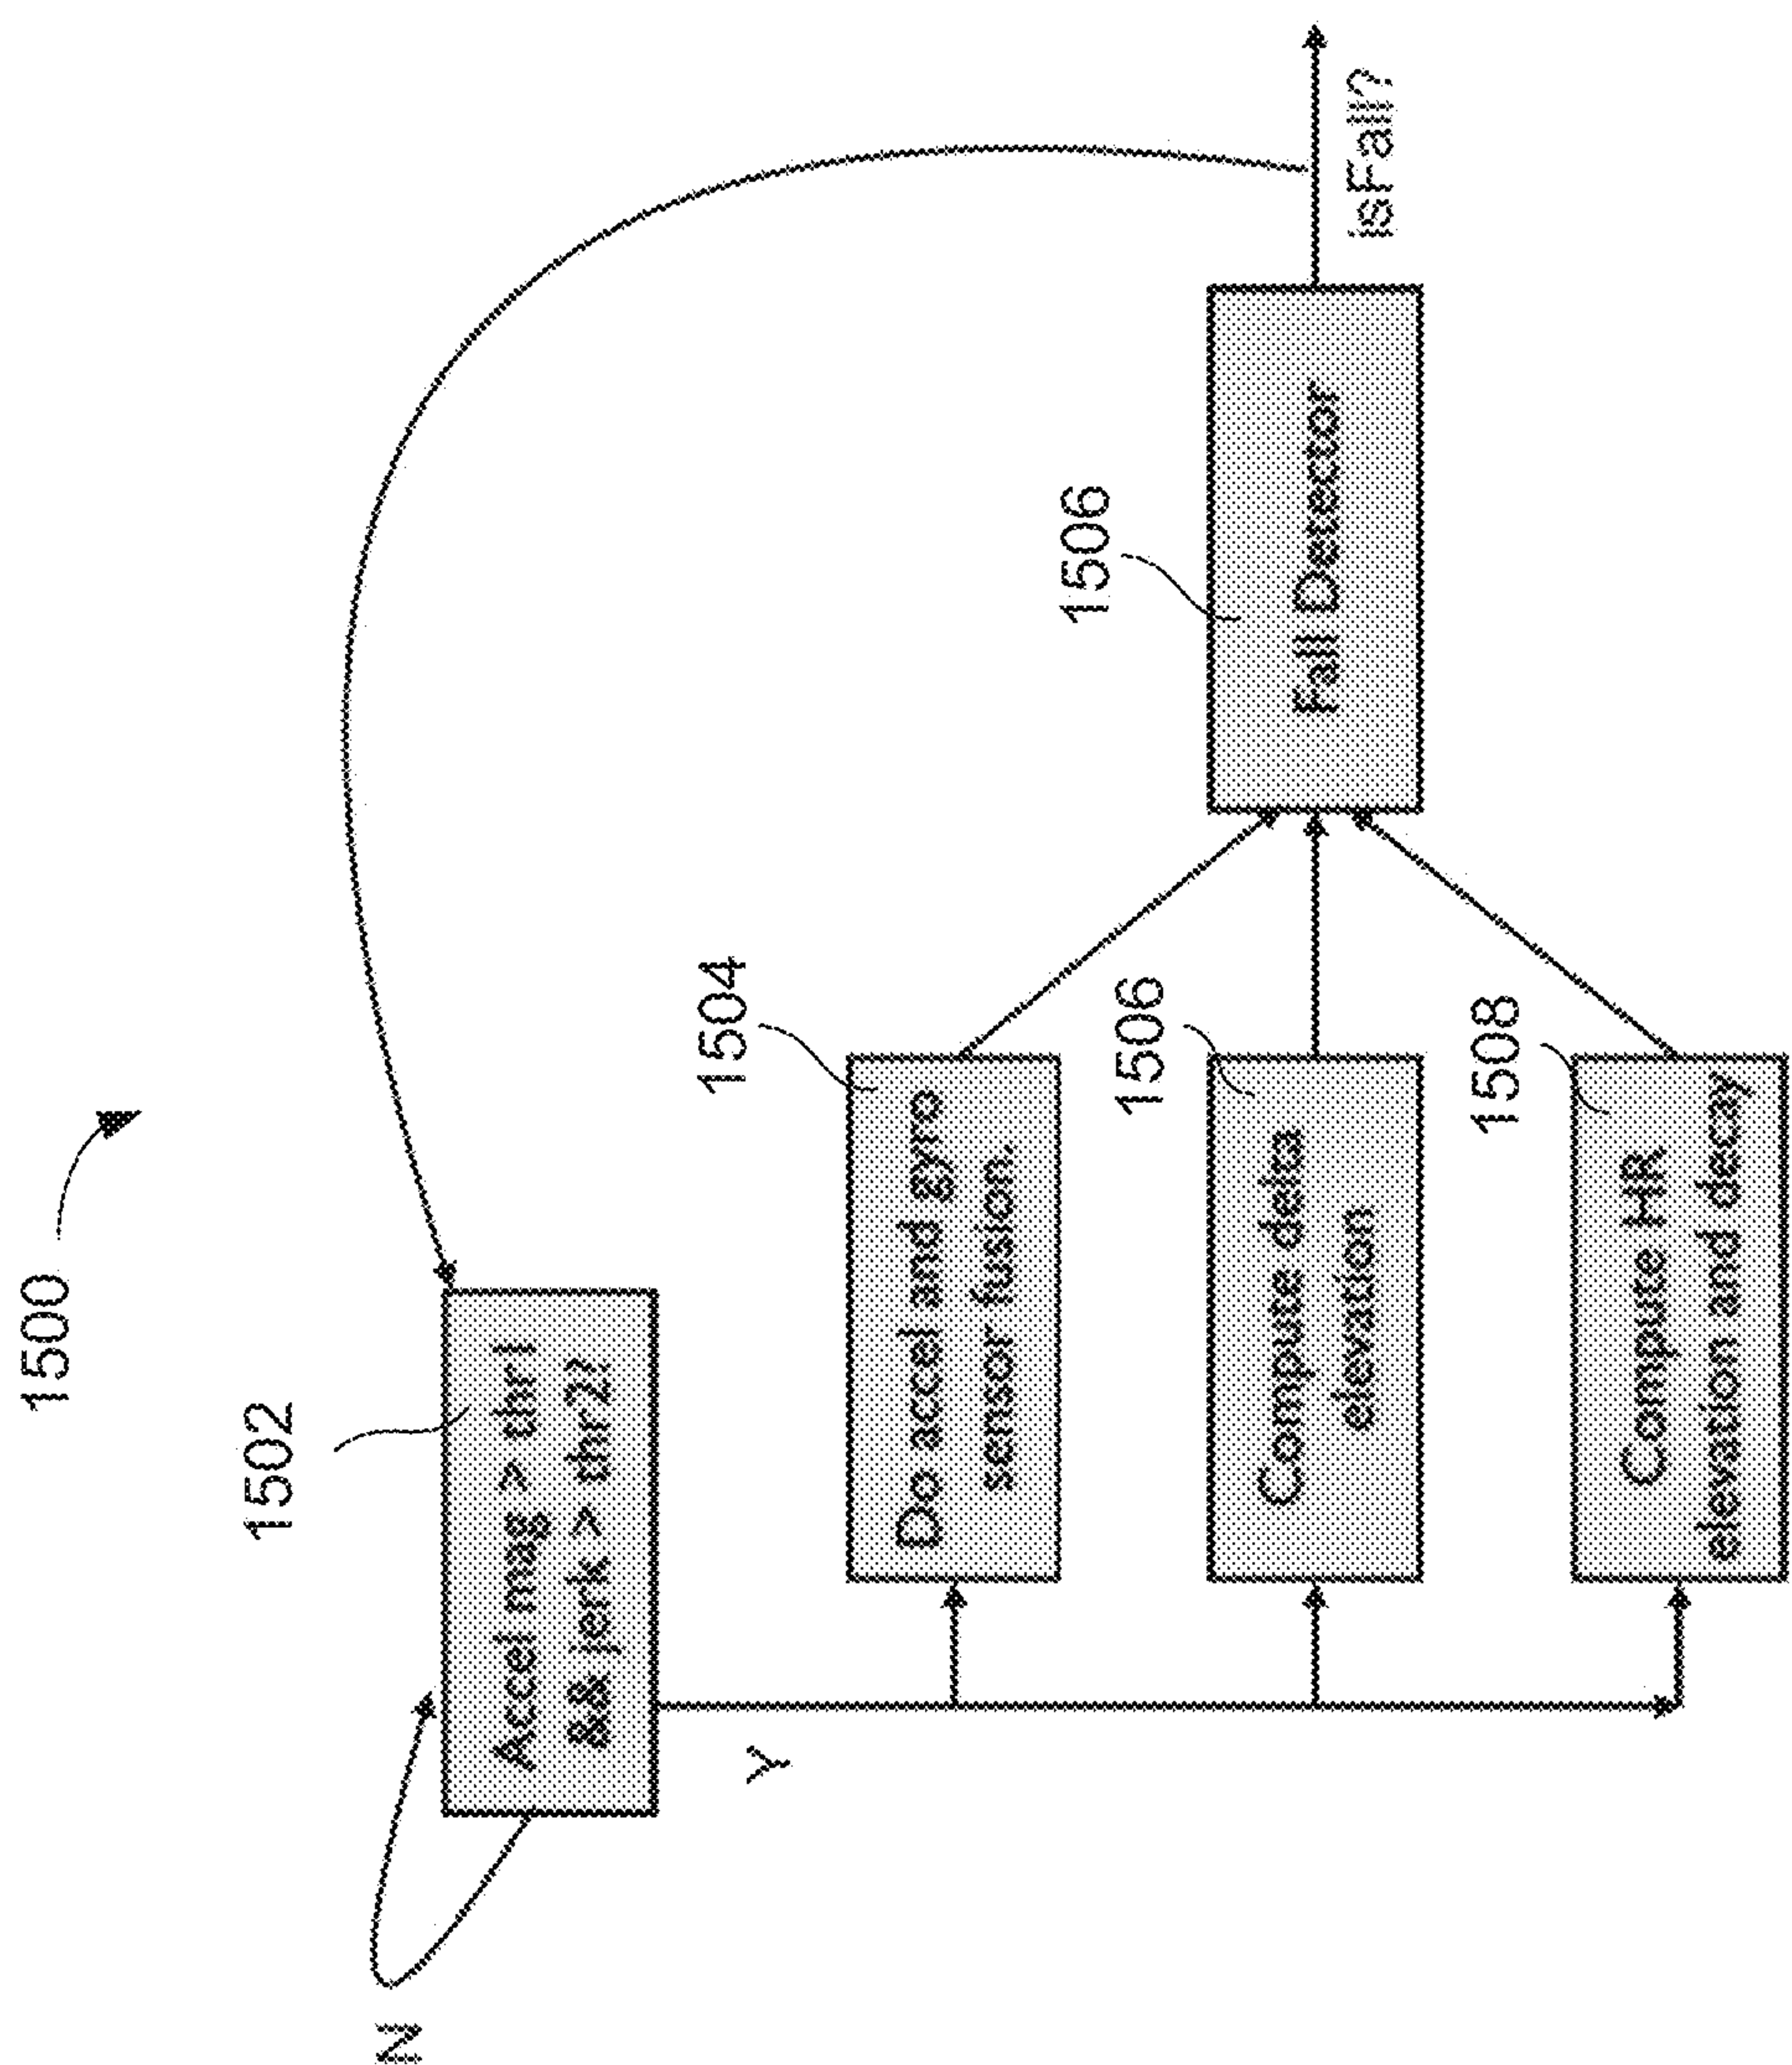 1500
1502
Accel mag > thr1
&& jerk > thr2?
N
Y
1504
Do accel and gyro
sensor fusion.
1506
Compute delta
elevation
1508
Compute HR
elevation and decay
1506
Fall Detector
isFall?